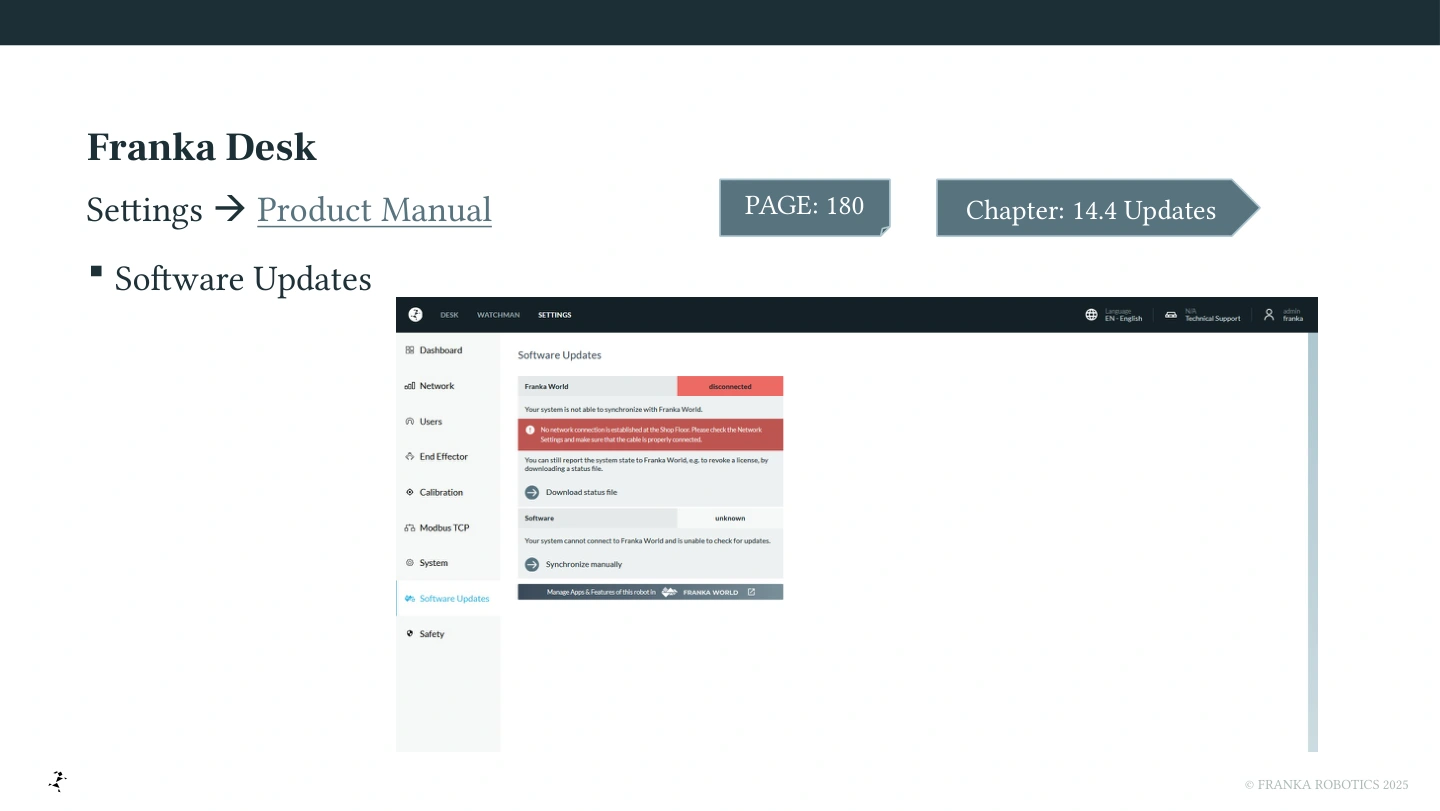 Franka Desk
Settings → Product Manual
PAGE: 180
Chapter: 14.4 Updates
▪ Software Updates
DESK
WATCHMAN
SETTINGS
Language
EN - English
N/A
Technical Support
admin
franka
Dashboard
Network
Users
End Effector
Calibration
Modbus TCP
System
Software Updates
Safety
Software Updates
Franka World
disconnected
Your system is not able to synchronize with Franka World.
No network connection is established at the Shop Floor. Please check the Network
Settings and make sure that the cable is properly connected.
You can still report the system state to Franka World, e.g. to revoke a license, by
downloading a status file.
Download status file
Software
unknown
Your system cannot connect to Franka World and is unable to check for updates.
Synchronize manually
Manage Apps & Features of this robot in FRANKA WORLD
© FRANKA ROBOTICS 2025